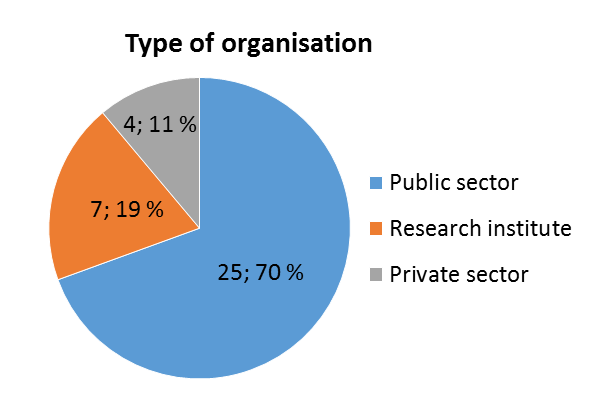 Type of organisation
4; 11 %
7; 19 %
25; 70 %
Public sector
Research institute
Private sector